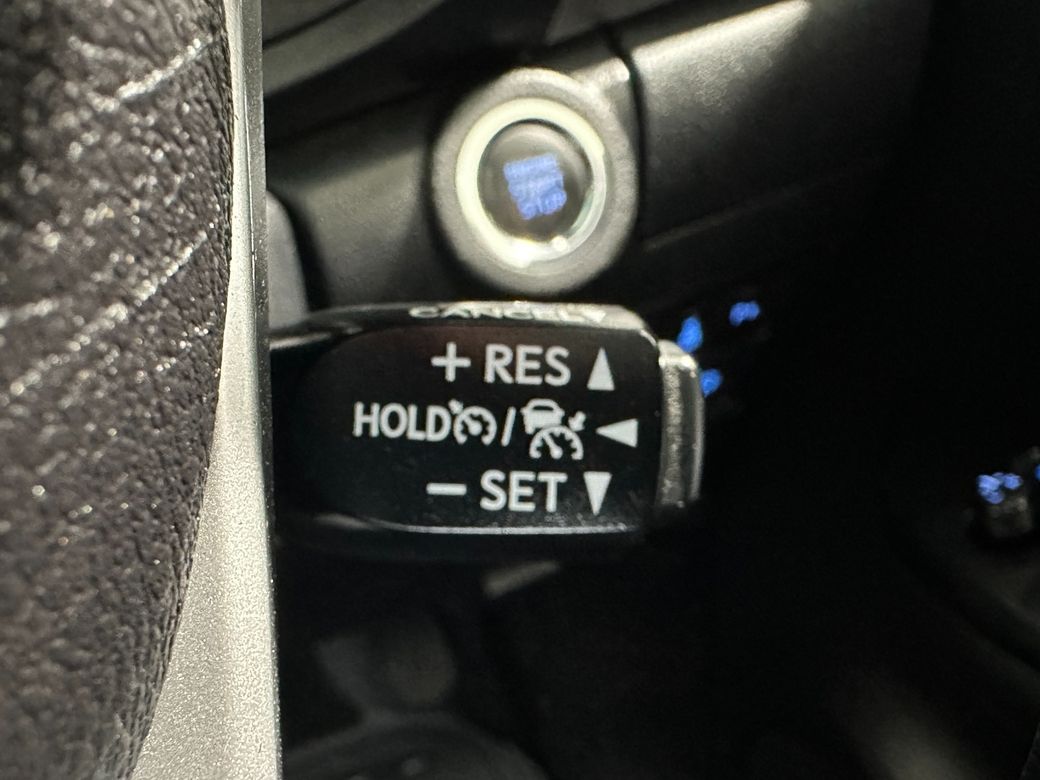 CANCEL
+ RES ▲
HOLD / ◀
− SET ▼